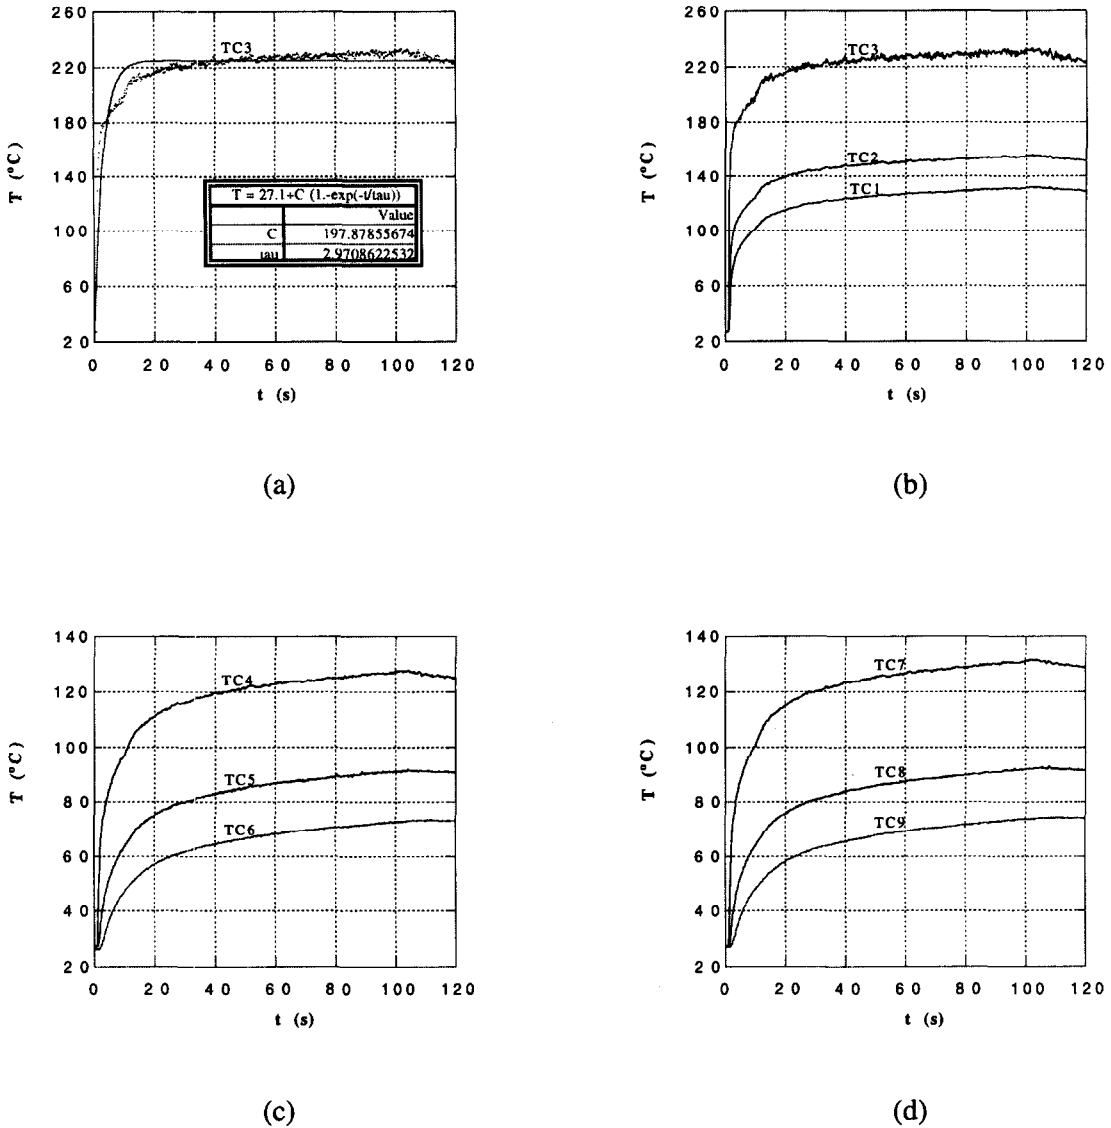 260
220
180
140
100
60
20
T (°C)
TC3
T = 27.1+C (1.-exp(-t/tau))
Value
C 197.87855674
tau 2.9708622532
0 20 40 60 80 100 120
t (s)
(a)
260
220
180
140
100
60
20
T (°C)
TC3
TC2
TC1
0 20 40 60 80 100 120
t (s)
(b)
140
120
100
80
60
40
20
T (°C)
TC4
TC5
TC6
0 20 40 60 80 100 120
t (s)
(c)
140
120
100
80
60
40
20
T (°C)
TC7
TC8
TC9
0 20 40 60 80 100 120
t (s)
(d)